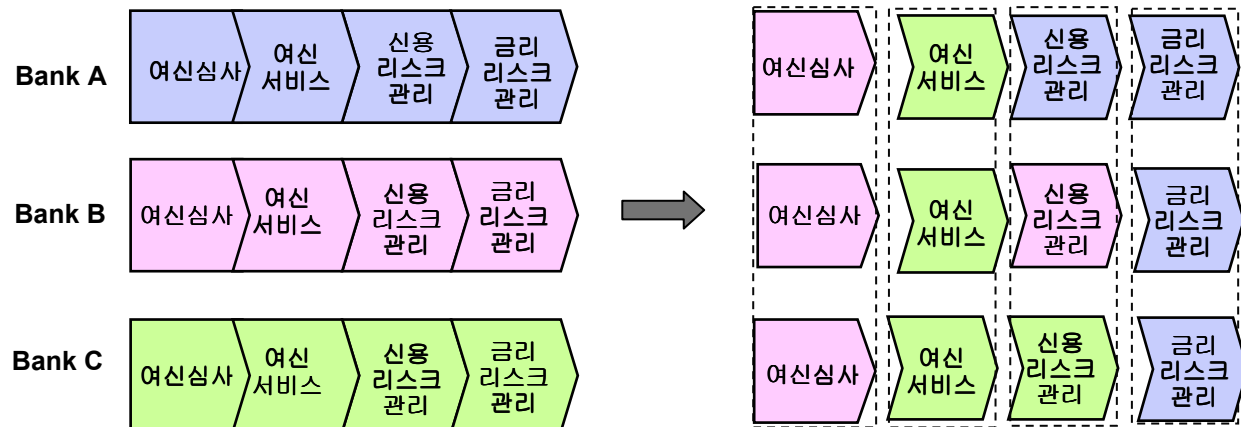 Bank A
여신심사
여신
서비스
신용
리스크
관리
금리
리스크
관리
여신심사
여신
서비스
신용
리스크
관리
금리
리스크
관리
Bank B
여신심사
여신
서비스
신용
리스크
관리
금리
리스크
관리
여신심사
여신
서비스
신용
리스크
관리
금리
리스크
관리
Bank C
여신심사
여신
서비스
신용
리스크
관리
금리
리스크
관리
여신심사
여신
서비스
신용
리스크
관리
금리
리스크
관리